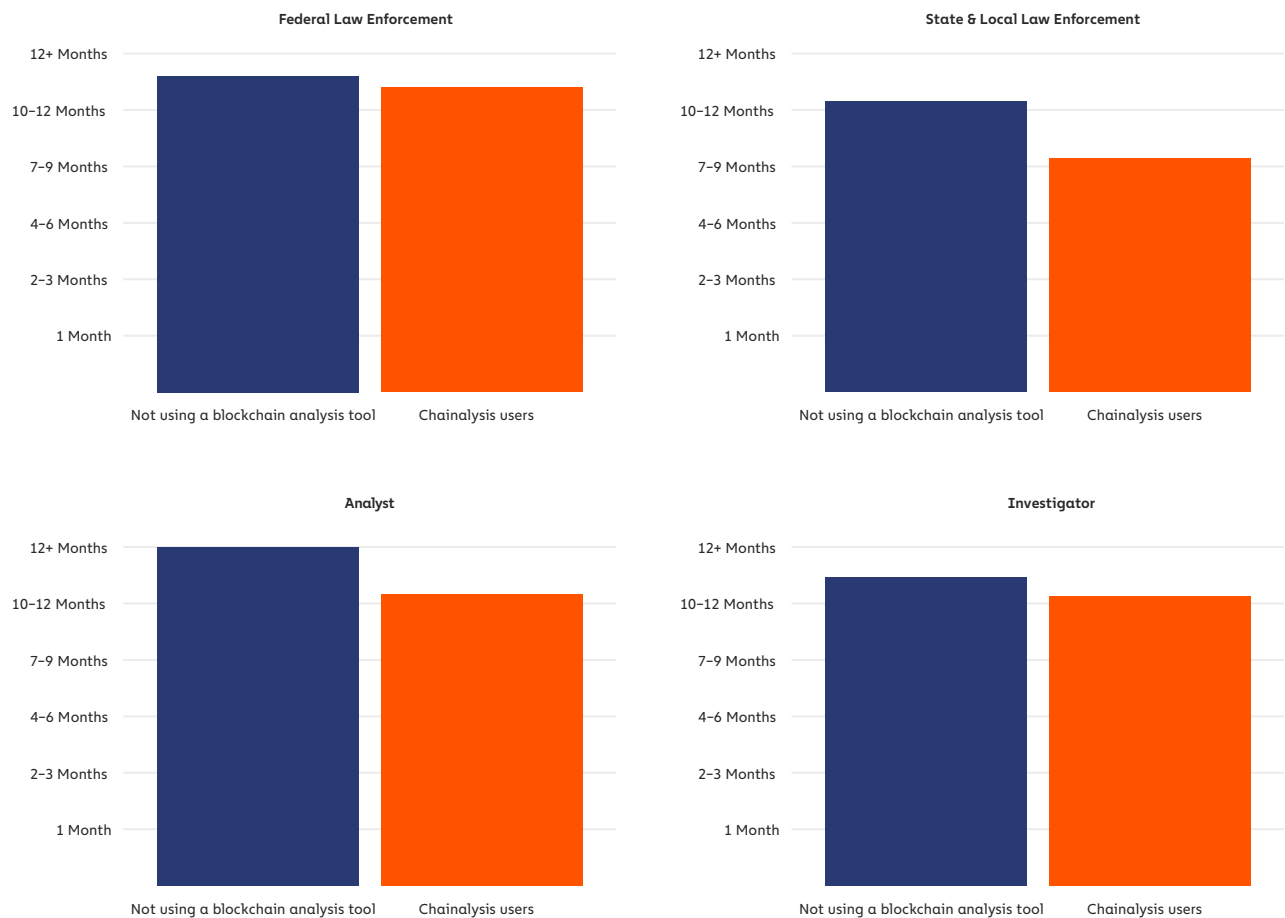 Federal Law Enforcement
12+ Months
10–12 Months
7–9 Months
4–6 Months
2–3 Months
1 Month
Not using a blockchain analysis tool
Chainalysis users
State & Local Law Enforcement
12+ Months
10–12 Months
7–9 Months
4–6 Months
2–3 Months
1 Month
Not using a blockchain analysis tool
Chainalysis users
Analyst
12+ Months
10–12 Months
7–9 Months
4–6 Months
2–3 Months
1 Month
Not using a blockchain analysis tool
Chainalysis users
Investigator
12+ Months
10–12 Months
7–9 Months
4–6 Months
2–3 Months
1 Month
Not using a blockchain analysis tool
Chainalysis users